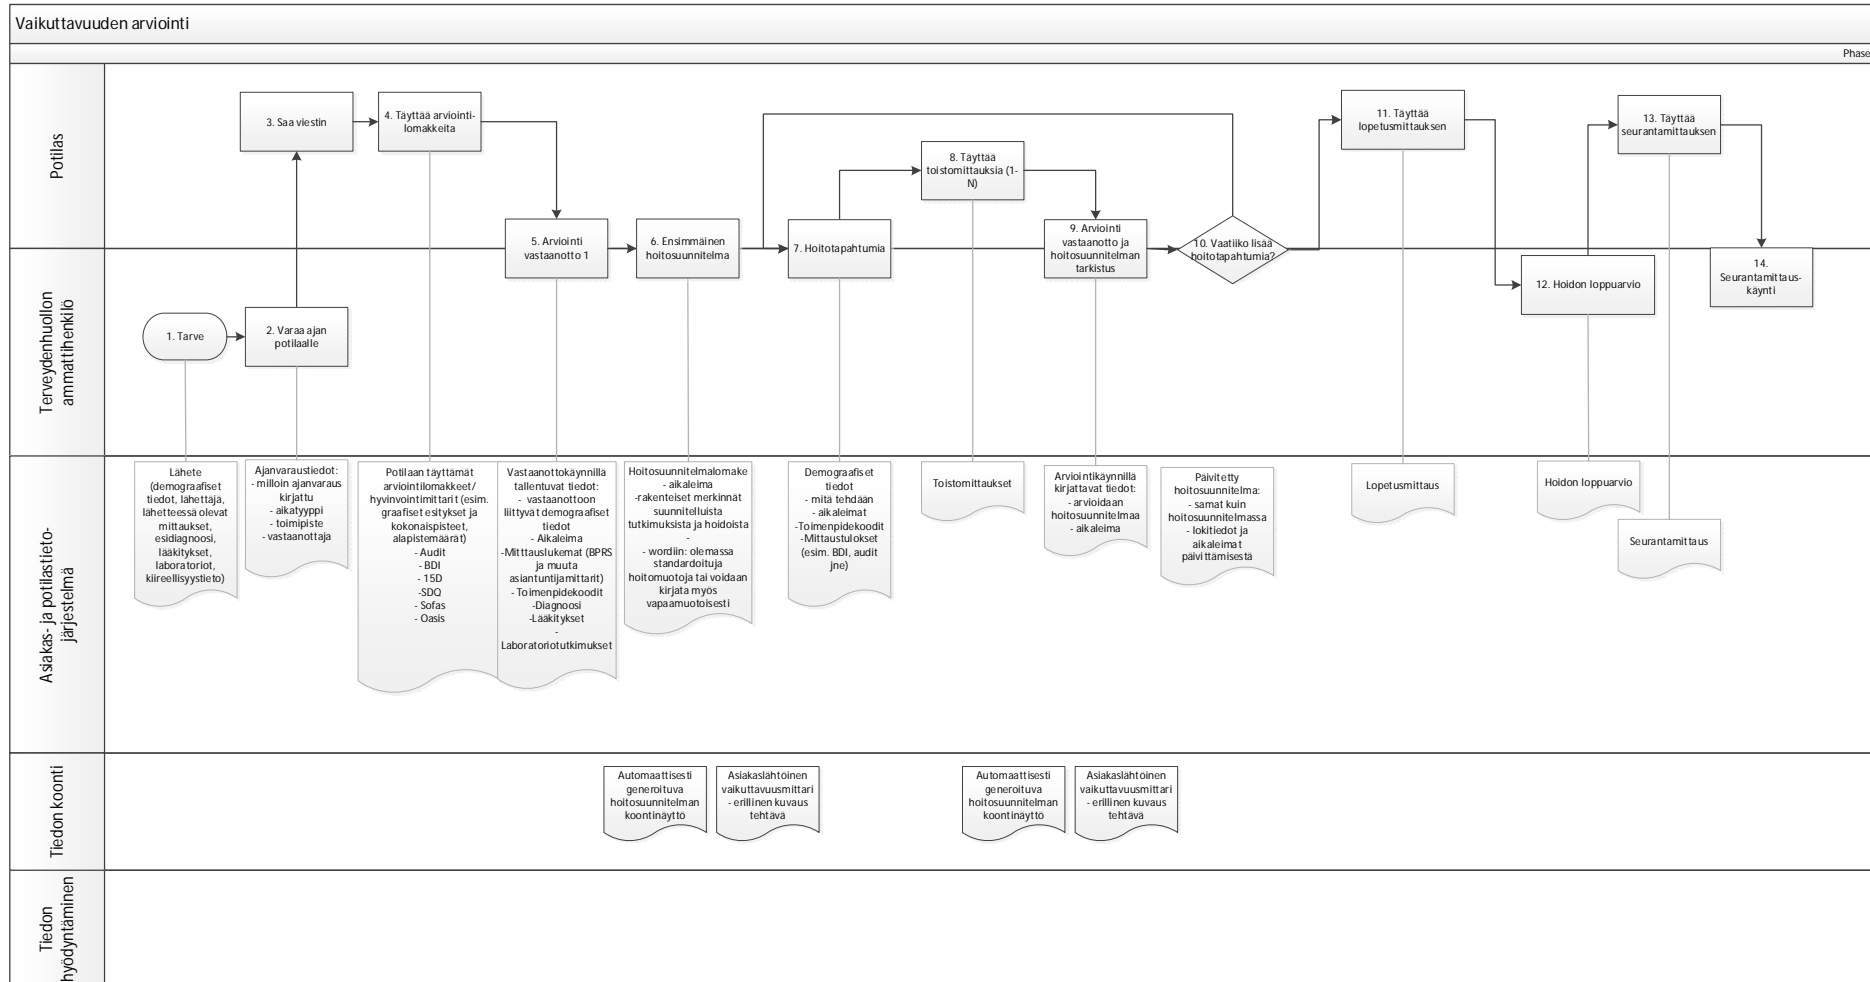 Vaikuttavuuden arviointi
Phase
Potilas
3. Saa viestin
4. Täyttää arviointi-
lomakkeita
8. Täyttää
toistomittauksia (1-
N)
11. Täyttää
lopetusmittauksen
13. Täyttää
seurantamittauksen
5. Arviointi
vastaanotto 1
6. Ensimmäinen
hoitosuunnitelma
7. Hoitotapahtumia
9. Arviointi
vastaanotto ja
hoitosuunnitelman
tarkistus
10. Vaatiiko lisää
hoitotapahtumia?
Terveydenhuollon
ammattihenkilö
1. Tarve
2. Varaa ajan
potilaalle
12. Hoidon loppuarvio
14.
Seurantamittaus-
käynti
Asiakas- ja potilastieto-
järjestelmä
Lähete
(demograafiset
tiedot, lähettäjä,
lähetteessä olevat
mittaukset,
esidiagnoosi,
lääkitykset,
laboratoriot,
kiireellisyystieto)
Ajanvaraustiedot:
- milloin ajanvaraus
kirjattu
- aikatyyppi
- toimipiste
- vastaanottaja
Potilaan täyttämät
arviointilomakkeet/
hyvinvointimittarit (esim.
graafiset esitykset ja
kokonaispisteet,
alapistemäärät)
- Audit
- BDI
- 15D
-SDQ
- Sofas
- Oasis
Vastaanottokäynnillä
tallentuvat tiedot:
- vastaanottoon
liittyvät demograafiset
tiedot
- Aikaleima
-Mitttauslukemat (BPRS
ja muuta
asiantuntijamittarit)
- Toimenpidekoodit
-Diagnoosi
-Lääkitykset
-
Laboratoriotutkimukset
Hoitosuunnitelmalomake
- aikaleima
-rakenteiset merkinnät
suunnitelluista
tutkimuksista ja hoidoista
-
- wordiin: olemassa
standardoituja
hoitomuotoja tai voidaan
kirjata myös
vapaamuotoisesti
Demograafiset
tiedot
- mitä tehdään
- aikaleimat
-Toimenpidekoodit
-Mittaustulokset
(esim. BDI, audit
jne)
Toistomittaukset
Arviointikäynnillä
kirjattavat tiedot:
- arvioidaan
hoitosuunnitelmaa
- aikaleima
Päivitetty
hoitosuunnitelma:
- samat kuin
hoitosuunnitelmassa
- lokitiedot ja
aikaleimat
päivittämisestä
Lopetusmittaus
Hoidon loppuarvio
Seurantamittaus
Tiedon koonti
Automaattisesti
generoituva
hoitosuunnitelman
koontinäyttö
Asiakaslähtöinen
vaikuttavuusmittari
- erillinen kuvaus
tehtävä
Automaattisesti
generoituva
hoitosuunnitelman
koontinäyttö
Asiakaslähtöinen
vaikuttavuusmittari
- erillinen kuvaus
tehtävä
Tiedon
hyödyntäminen